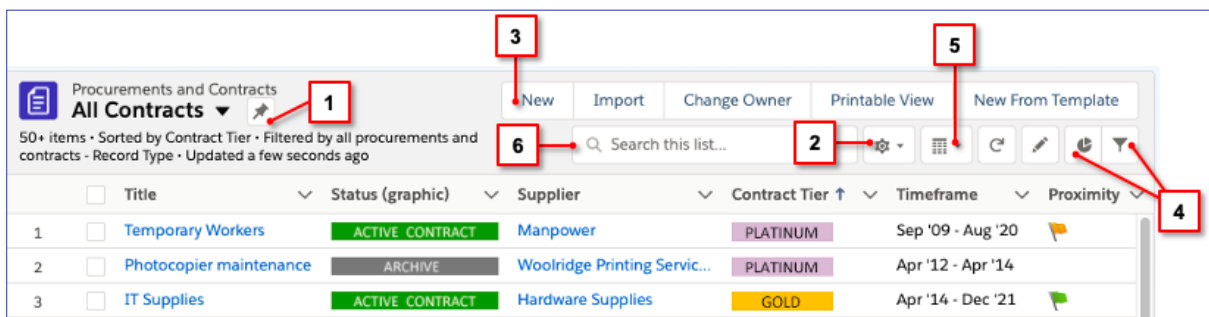 3
5
Procurements and Contracts
All Contracts
1
New Import Change Owner Printable View New From Template
50+ items • Sorted by Contract Tier • Filtered by all procurements and
contracts - Record Type • Updated a few seconds ago
6
Search this list...
2
4
Title Status (graphic) Supplier Contract Tier ↑ Timeframe Proximity
1 Temporary Workers ACTIVE CONTRACT Manpower PLATINUM Sep '09 - Aug '20
2 Photocopier maintenance ARCHIVE Woolridge Printing Servic... PLATINUM Apr '12 - Apr '14
3 IT Supplies ACTIVE CONTRACT Hardware Supplies GOLD Apr '14 - Dec '21